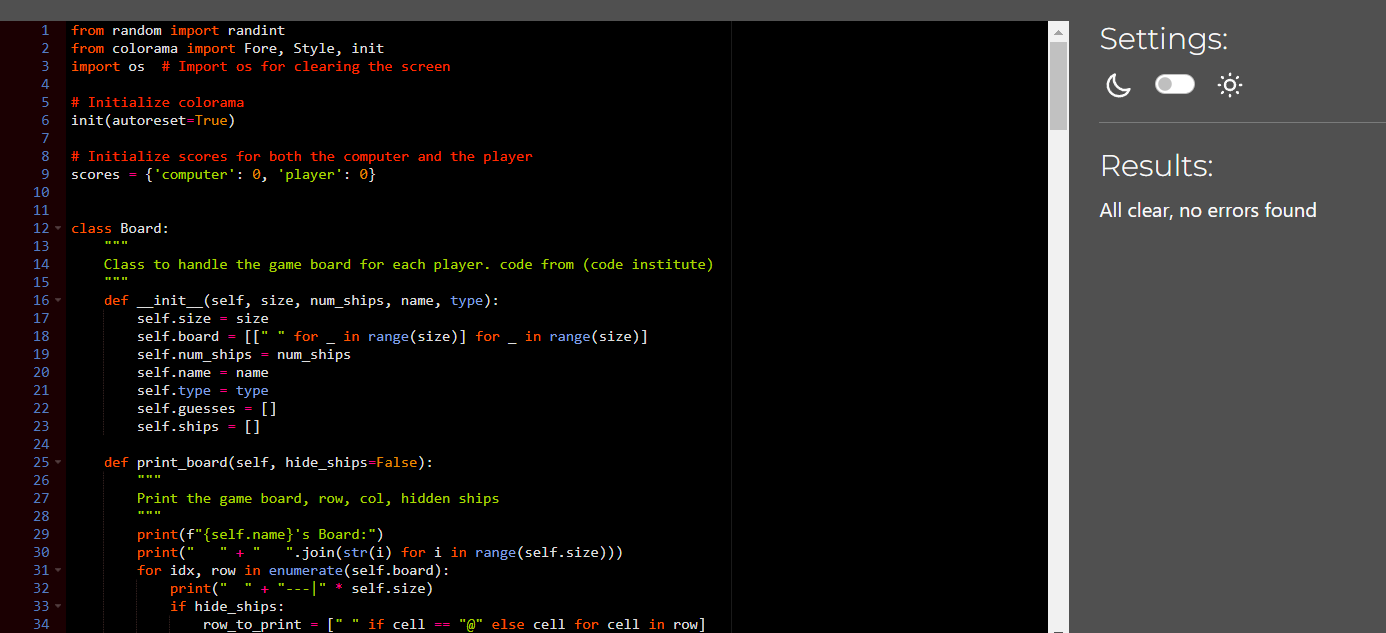 1 from random import randint
2 from colorama import Fore, Style, init
3 import os  # Import os for clearing the screen
4
5 # Initialize colorama
6 init(autoreset=True)
7
8 # Initialize scores for both the computer and the player
9 scores = {'computer': 0, 'player': 0}
10
11
12 class Board:
13     """
14     Class to handle the game board for each player. code from (code institute)
15     """
16     def __init__(self, size, num_ships, name, type):
17         self.size = size
18         self.board = [[" " for _ in range(size)] for _ in range(size)]
19         self.num_ships = num_ships
20         self.name = name
21         self.type = type
22         self.guesses = []
23         self.ships = []
24
25     def print_board(self, hide_ships=False):
26         """
27         Print the game board, row, col, hidden ships
28         """
29         print(f"{self.name}'s Board:")
30         print("   " + "   ".join(str(i) for i in range(self.size)))
31         for idx, row in enumerate(self.board):
32             print("  " + "---|" * self.size)
33             if hide_ships:
34                 row_to_print = [" " if cell == "@" else cell for cell in row]
Settings:
Results:
All clear, no errors found